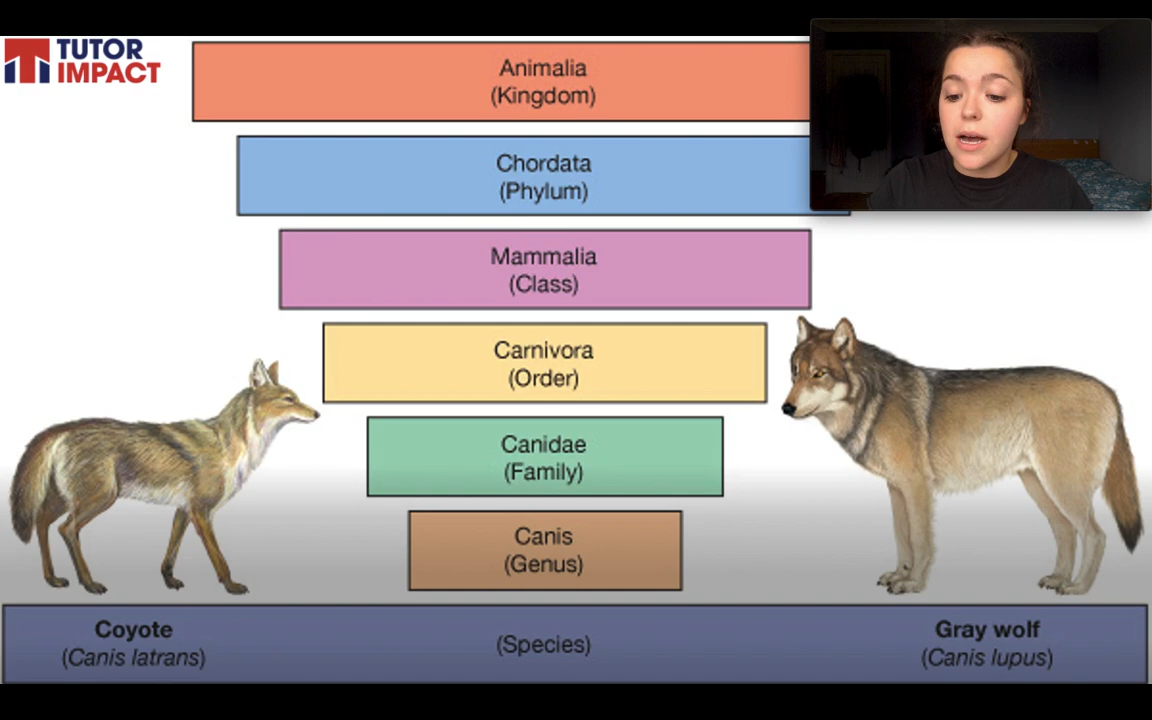 TUTOR
IMPACT
Animalia
(Kingdom)
Chordata
(Phylum)
Mammalia
(Class)
Carnivora
(Order)
Canidae
(Family)
Canis
(Genus)
Coyote
(Canis latrans)
(Species)
Gray wolf
(Canis lupus)